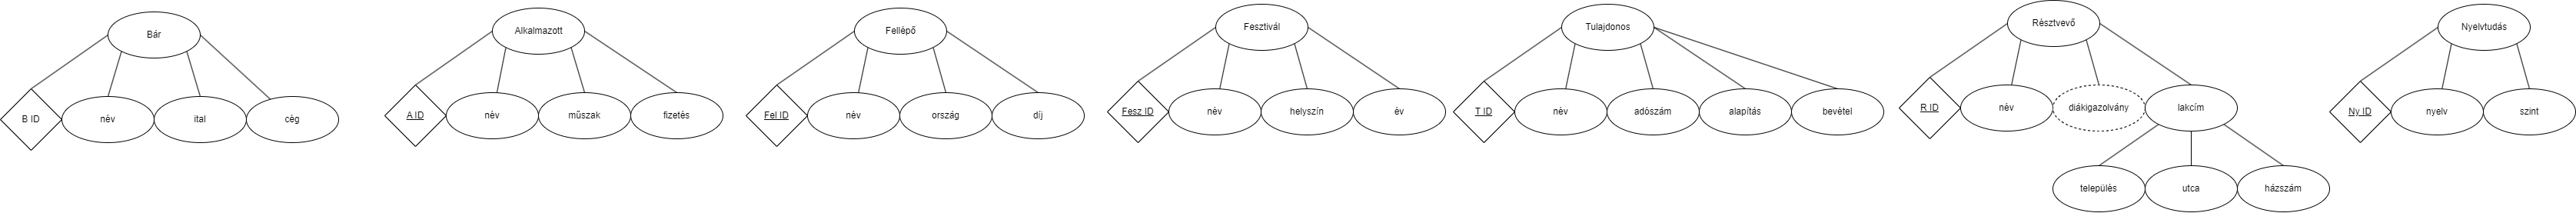 Bár
B ID
név
ital
cég
Alkalmazott
A ID
név
műszak
fizetés
Fellépő
Fel ID
név
ország
díj
Fesztivál
Fesz ID
név
helyszín
év
Tulajdonos
T ID
név
adószám
alapítás
bevétel
Résztvevő
R ID
név
diákigazolvány
lakcím
település
utca
házszám
Nyelvtudás
Ny ID
nyelv
szint